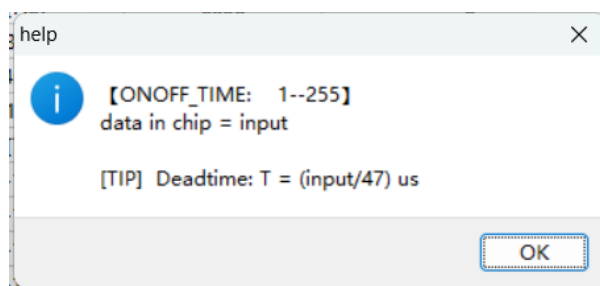 help
【ONOFF_TIME: 1--255】
data in chip = input
[TIP] Deadtime: T = (input/47) us
OK